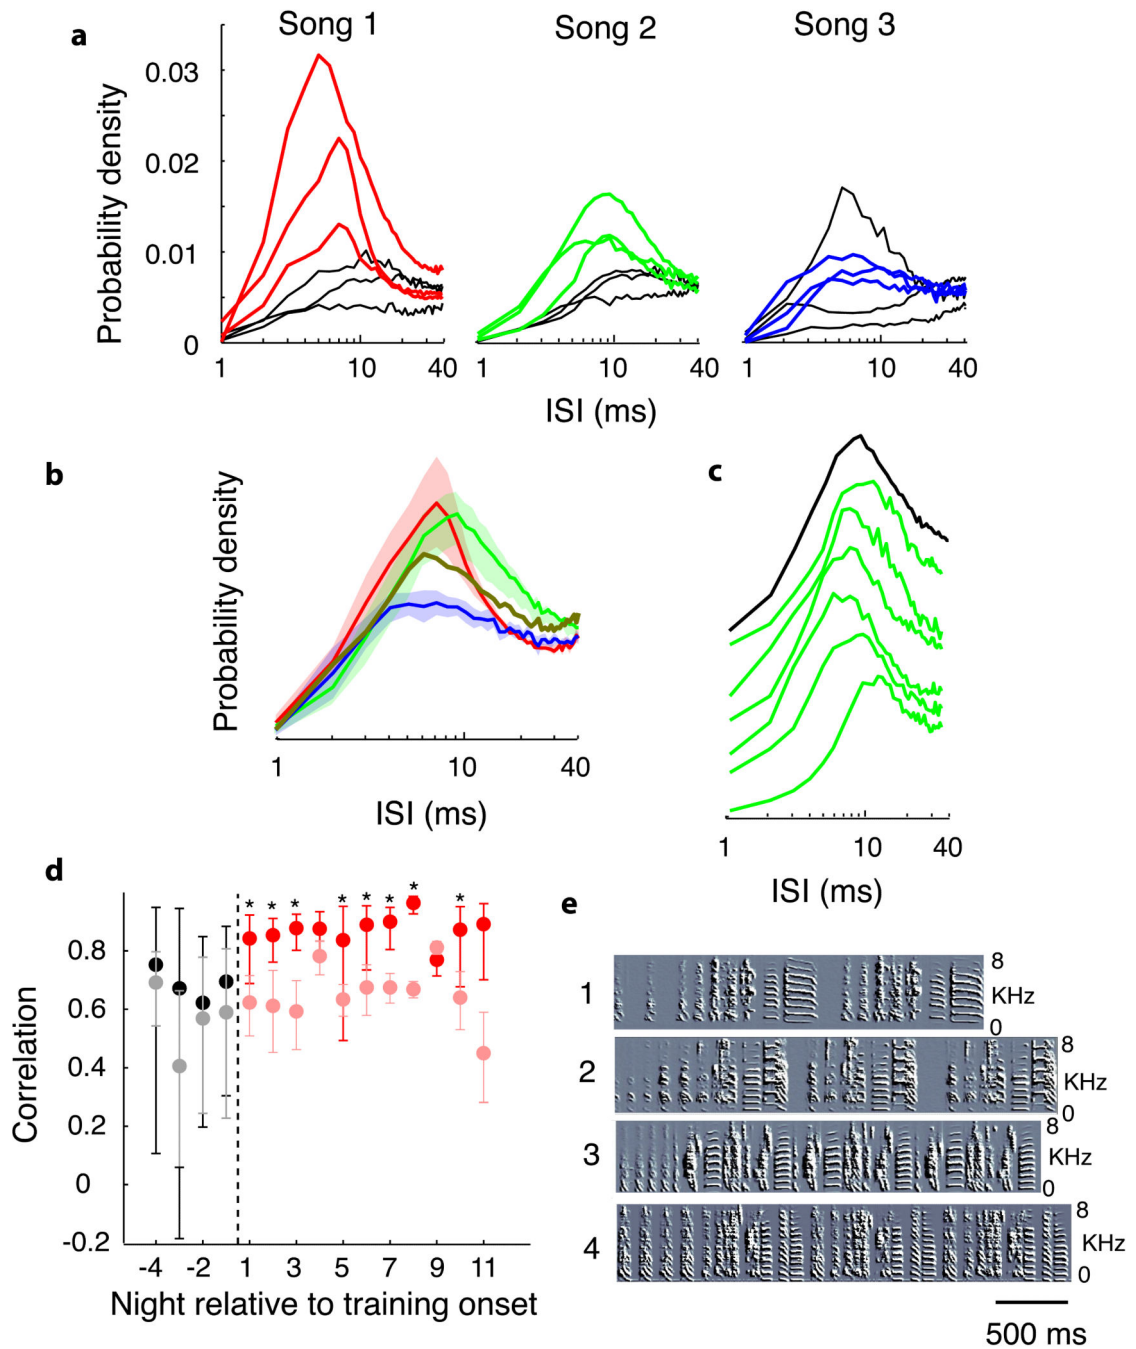 a
Song 1
Song 2
Song 3
Probability density
0.03
0.02
0.01
0
1 10 40
1 10 40
1 10 40
ISI (ms)
b
Probability density
1 10 40
ISI (ms)
c
1 10 40
ISI (ms)
d
Correlation
0.8
0.6
0.4
0.2
0
-0.2
* * * * * * * *
-4 -2 1 3 5 7 9 11
Night relative to training onset
e
1
8
KHz
0
2
8
KHz
0
3
8
KHz
0
4
8
KHz
0
500 ms